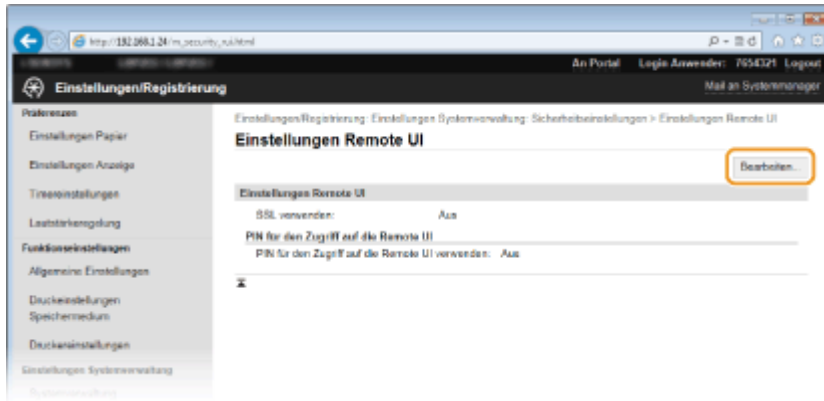 http://192.168.1.24/m_security_rui.html
An Portal Login Anwender: 7654321 Logout
Einstellungen/Registrierung
Mail an Systemmanager
Präferenzen
Einstellungen Papier
Einstellungen Anzeige
Timereinstellungen
Lautstärkeregelung
Funktionseinstellungen
Allgemeine Einstellungen
Druckeinstellungen
Speichermedium
Druckereinstellungen
Einstellungen Systemverwaltung
Systemverwaltung
Einstellungen/Registrierung: Einstellungen Systemverwaltung: Sicherheitseinstellungen > Einstellungen Remote UI
Einstellungen Remote UI
Bearbeiten...
Einstellungen Remote UI
SSL verwenden: Aus
PIN für den Zugriff auf die Remote UI
PIN für den Zugriff auf die Remote UI verwenden: Aus